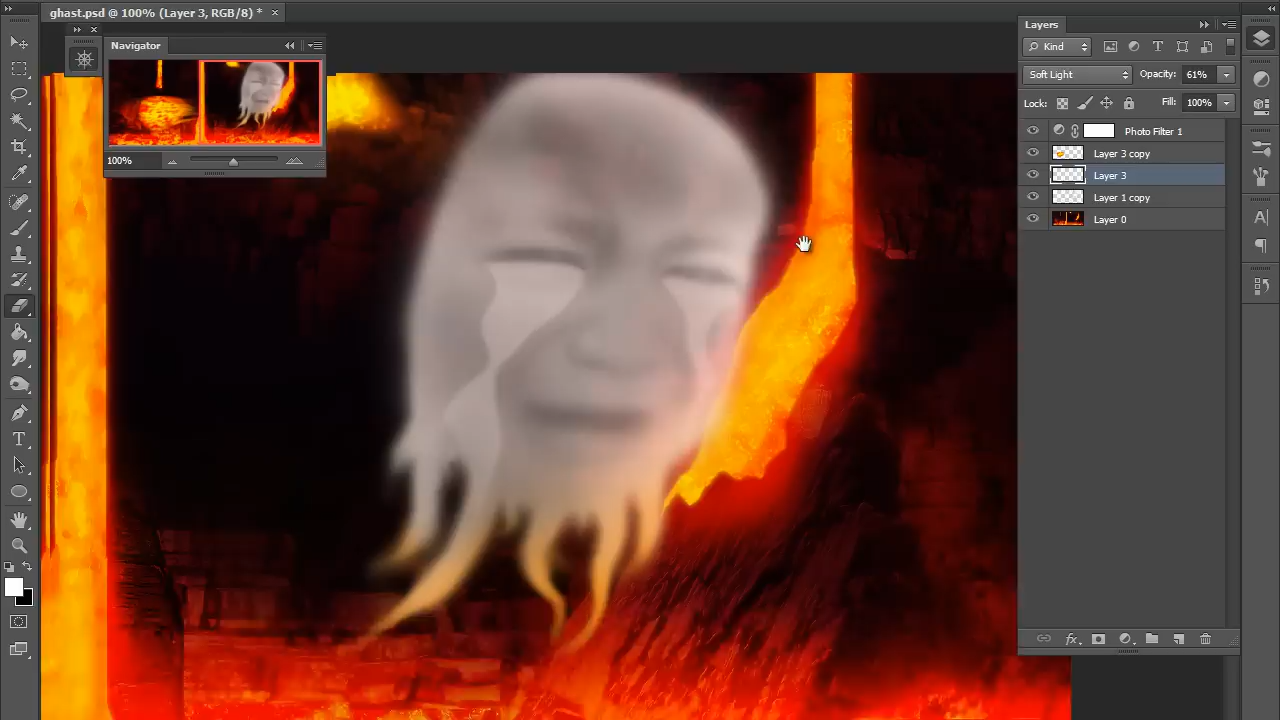 ghast.psd @ 100% (Layer 3, RGB/8) * ×
Navigator
100%
Layers
Kind
Soft Light Opacity: 61%
Lock: Fill: 100%
Photo Filter 1
Layer 3 copy
Layer 3
Layer 1 copy
Layer 0